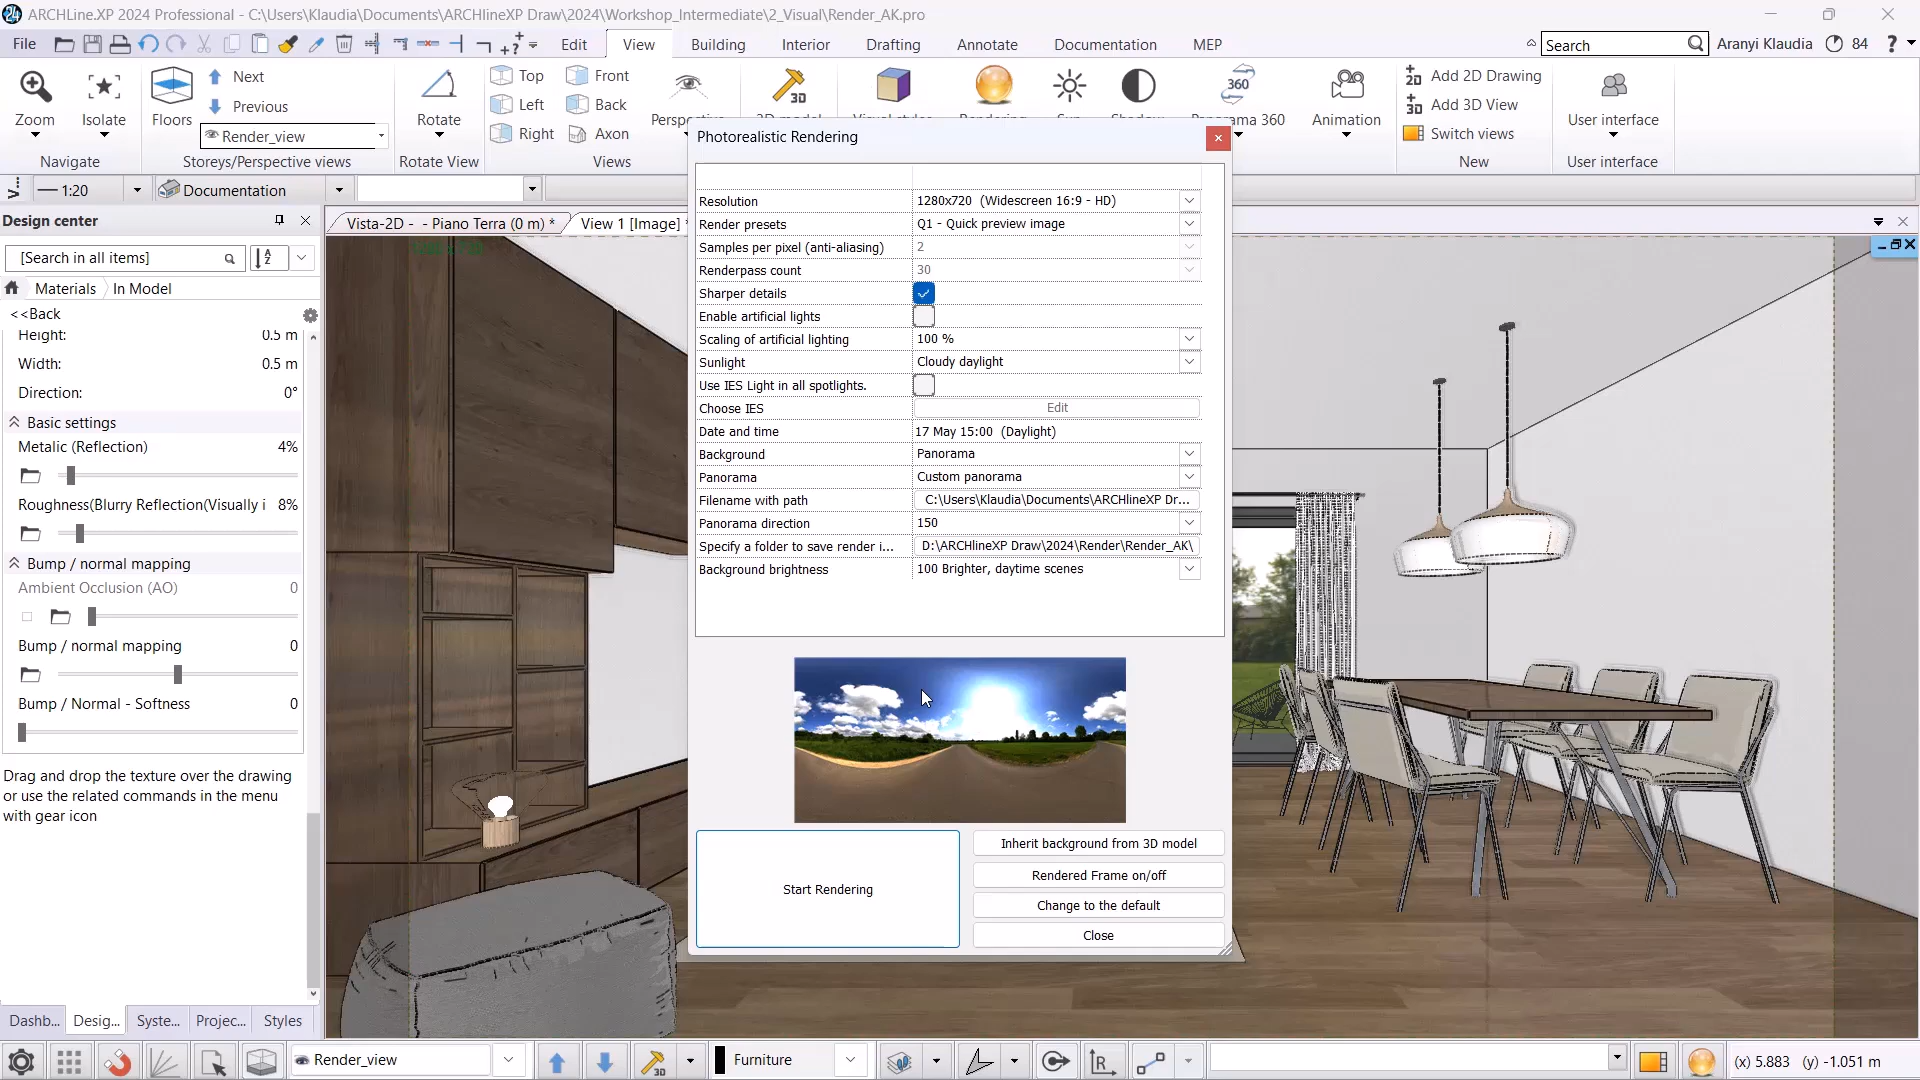 ARCHLine.XP 2024 Professional - C:\Users\Klaudia\Documents\ARCHlineXP Draw\2024\Workshop_Intermediate\2_Visual\Render_AK.pro
File
Edit
View
Building
Interior
Drafting
Annotate
Documentation
MEP
Search
Aranyi Klaudia
84
?
Zoom
Isolate
Navigate
Floors
Next
Previous
Render_view
Storeys/Perspective views
Rotate
Rotate View
Top
Left
Right
Front
Back
Axon
Views
3D
360
Panorama 360
Animation
Add 2D Drawing
Add 3D View
Switch views
New
User interface
User interface
1:20
Documentation
Design center
[Search in all items]
Materials
In Model
<<Back
Height: 0.5 m
Width: 0.5 m
Direction: 0°
Basic settings
Metalic (Reflection) 4%
Roughness(Blurry Reflection(Visually i 8%
Bump / normal mapping
Ambient Occlusion (AO) 0
Bump / normal mapping 0
Bump / Normal - Softness 0
Drag and drop the texture over the drawing
or use the related commands in the menu
with gear icon
Dashb...
Desig...
Syste...
Projec...
Styles
Vista-2D - - Piano Terra (0 m) *
View 1 [Image]
Photorealistic Rendering
Resolution 1280x720 (Widescreen 16:9 - HD)
Render presets Q1 - Quick preview image
Samples per pixel (anti-aliasing) 2
Renderpass count 30
Sharper details
Enable artificial lights
Scaling of artificial lighting 100 %
Sunlight Cloudy daylight
Use IES Light in all spotlights.
Choose IES Edit
Date and time 17 May 15:00 (Daylight)
Background Panorama
Panorama Custom panorama
Filename with path C:\Users\Klaudia\Documents\ARCHlineXP Dr...
Panorama direction 150
Specify a folder to save render i... D:\ARCHlineXP Draw\2024\Render\Render_AK\
Background brightness 100 Brighter, daytime scenes
Start Rendering
Inherit background from 3D model
Rendered Frame on/off
Change to the default
Close
Render_view
3D
Furniture
(x) 5.883 (y) -1.051 m